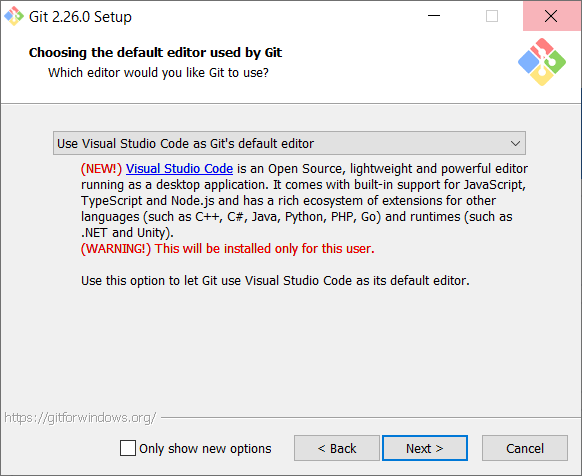 Git 2.26.0 Setup
Choosing the default editor used by Git
Which editor would you like Git to use?
Use Visual Studio Code as Git's default editor
(NEW!) Visual Studio Code is an Open Source, lightweight and powerful editor
running as a desktop application. It comes with built-in support for JavaScript,
TypeScript and Node.js and has a rich ecosystem of extensions for other
languages (such as C++, C#, Java, Python, PHP, Go) and runtimes (such as
.NET and Unity).
(WARNING!) This will be installed only for this user.
Use this option to let Git use Visual Studio Code as its default editor.
https://gitforwindows.org/
Only show new options
< Back
Next >
Cancel